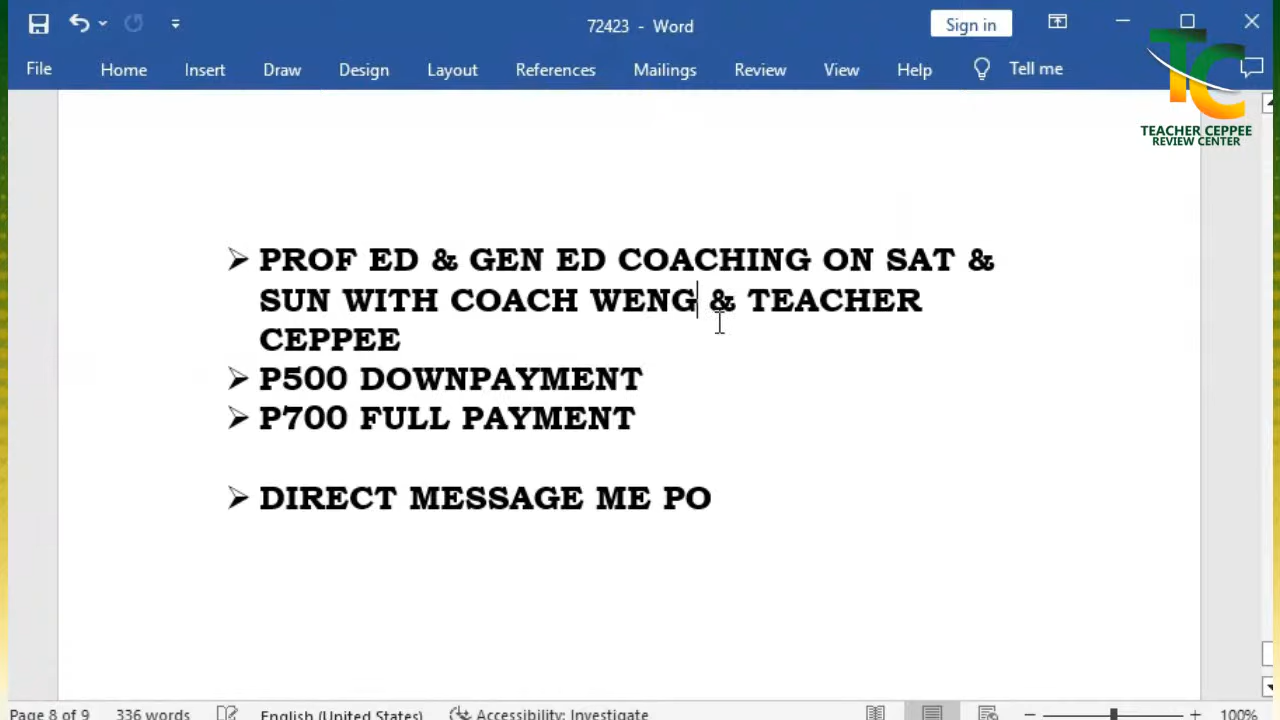 72423 - Word
Sign in
File Home Insert Draw Design Layout References Mailings Review View Help Tell me
TC
TEACHER CEPPEE
REVIEW CENTER
➢ PROF ED & GEN ED COACHING ON SAT &
SUN WITH COACH WENG & TEACHER
CEPPEE
➢ P500 DOWNPAYMENT
➢ P700 FULL PAYMENT
➢ DIRECT MESSAGE ME PO
Page 8 of 9 336 words English (United States) Accessibility: Investigate 100%